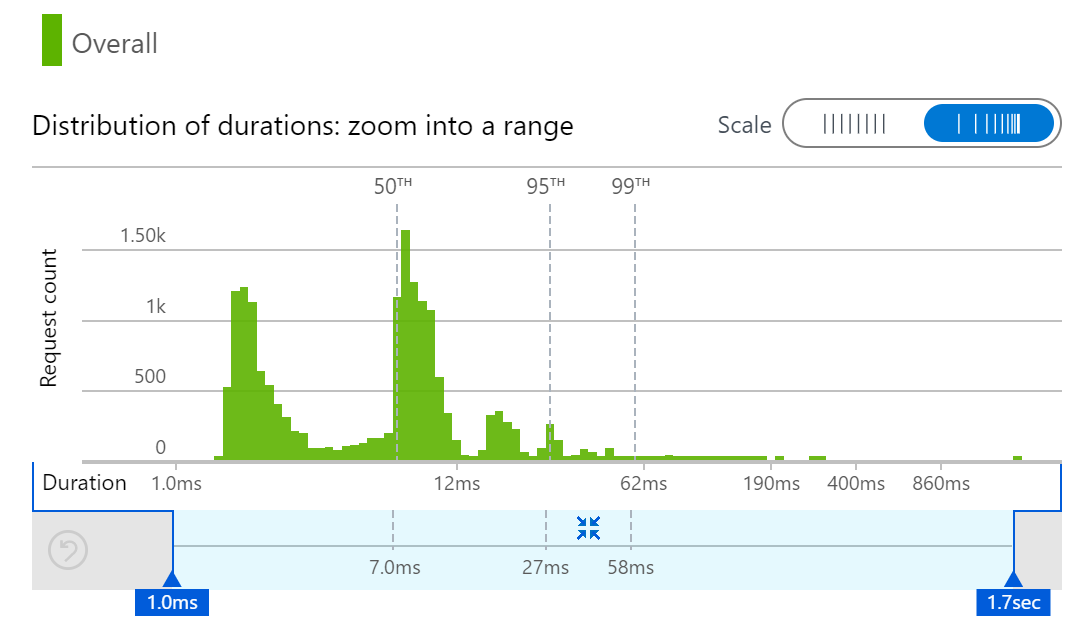 Overall
Distribution of durations: zoom into a range
Scale
50TH 95TH 99TH
Request count
1.50k
1k
500
0
Duration 1.0ms 12ms 62ms 190ms 400ms 860ms
7.0ms 27ms 58ms
1.0ms 1.7sec